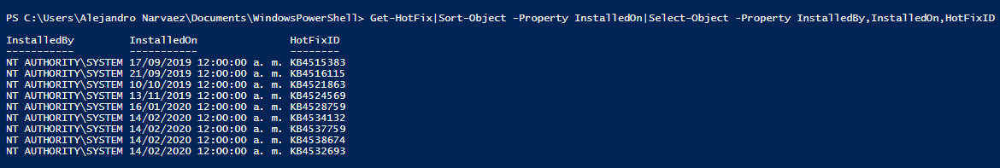 PS C:\Users\Alejandro Narvaez\Documents\WindowsPowerShell> Get-HotFix|Sort-Object -Property InstalledOn|Select-Object -Property InstalledBy,InstalledOn,HotFixID
InstalledBy InstalledOn HotFixID
----------- ----------- --------
NT AUTHORITY\SYSTEM 17/09/2019 12:00:00 a. m. KB4515383
NT AUTHORITY\SYSTEM 21/09/2019 12:00:00 a. m. KB4516115
NT AUTHORITY\SYSTEM 10/10/2019 12:00:00 a. m. KB4521863
NT AUTHORITY\SYSTEM 13/11/2019 12:00:00 a. m. KB4524569
NT AUTHORITY\SYSTEM 16/01/2020 12:00:00 a. m. KB4528759
NT AUTHORITY\SYSTEM 14/02/2020 12:00:00 a. m. KB4534132
NT AUTHORITY\SYSTEM 14/02/2020 12:00:00 a. m. KB4537759
NT AUTHORITY\SYSTEM 14/02/2020 12:00:00 a. m. KB4538674
NT AUTHORITY\SYSTEM 14/02/2020 12:00:00 a. m. KB4532693